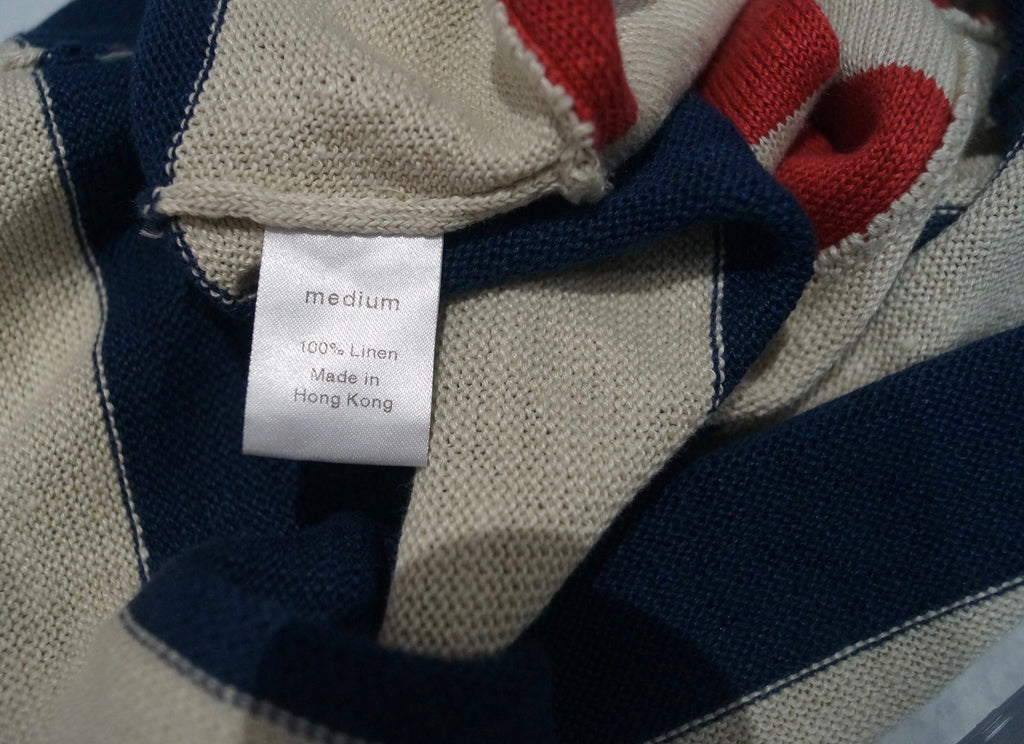 medium
100% Linen
Made in
Hong Kong